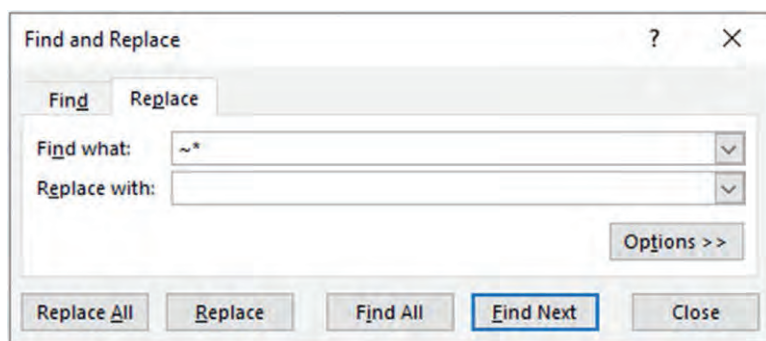 Find and Replace ? ×
Find Replace
Find what: ~*
Replace with:
Options >>
Replace All Replace Find All Find Next Close